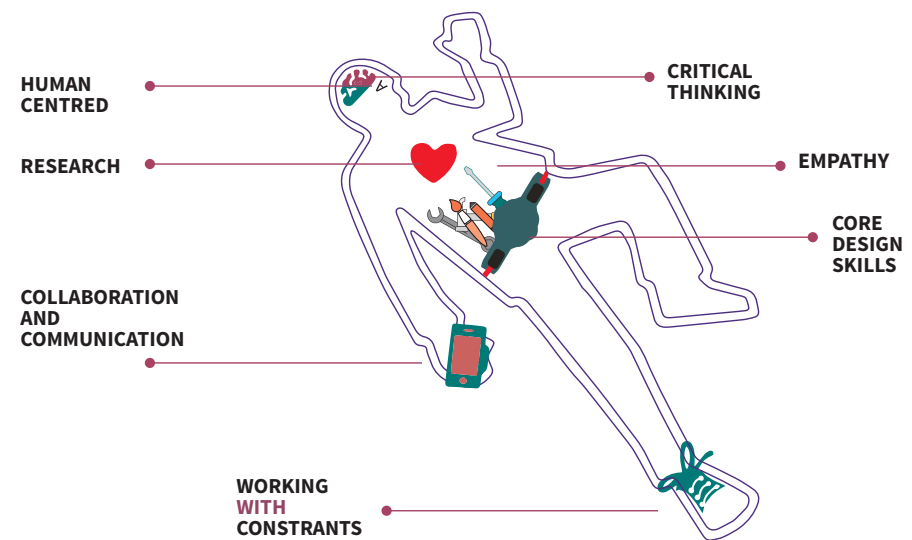 HUMAN
CENTRED
CRITICAL
THINKING
RESEARCH
EMPATHY
CORE
DESIGN
SKILLS
COLLABORATION
AND
COMMUNICATION
WORKING
WITH
CONSTRANTS